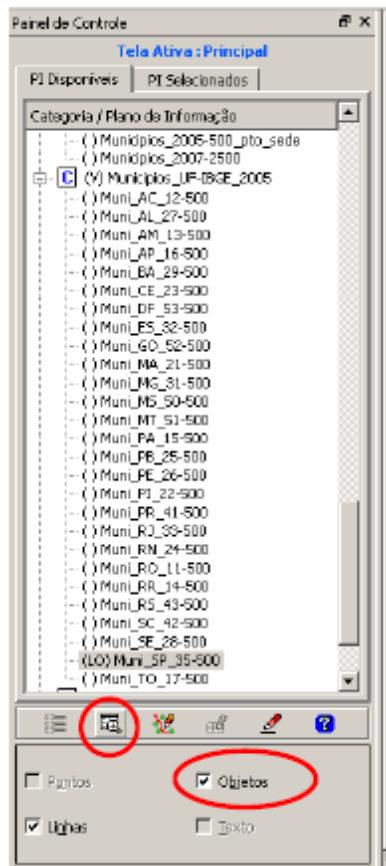 Painel de Controle
Tela Ativa : Principal
PI Disponíveis PI Selecionados
Categoria / Plano de Informação
( ) Municipios_2005-500_pto_sede
( ) Municipios_2007-2500
C (V) Municipios_UF-IBGE_2005
( ) Muni_AC_12-500
( ) Muni_AL_27-500
( ) Muni_AM_13-500
( ) Muni_AP_16-500
( ) Muni_BA_29-500
( ) Muni_CE_23-500
( ) Muni_DF_53-500
( ) Muni_ES_32-500
( ) Muni_GO_52-500
( ) Muni_MA_21-500
( ) Muni_MG_31-500
( ) Muni_MS_50-500
( ) Muni_MT_51-500
( ) Muni_PA_15-500
( ) Muni_PB_25-500
( ) Muni_PE_26-500
( ) Muni_PI_22-500
( ) Muni_PR_41-500
( ) Muni_RJ_33-500
( ) Muni_RN_24-500
( ) Muni_RO_11-500
( ) Muni_RR_14-500
( ) Muni_RS_43-500
( ) Muni_SC_42-500
( ) Muni_SE_28-500
(LO) Muni_SP_35-500
( ) Muni_TO_17-500
Pontos Objetos
Linhas Texto